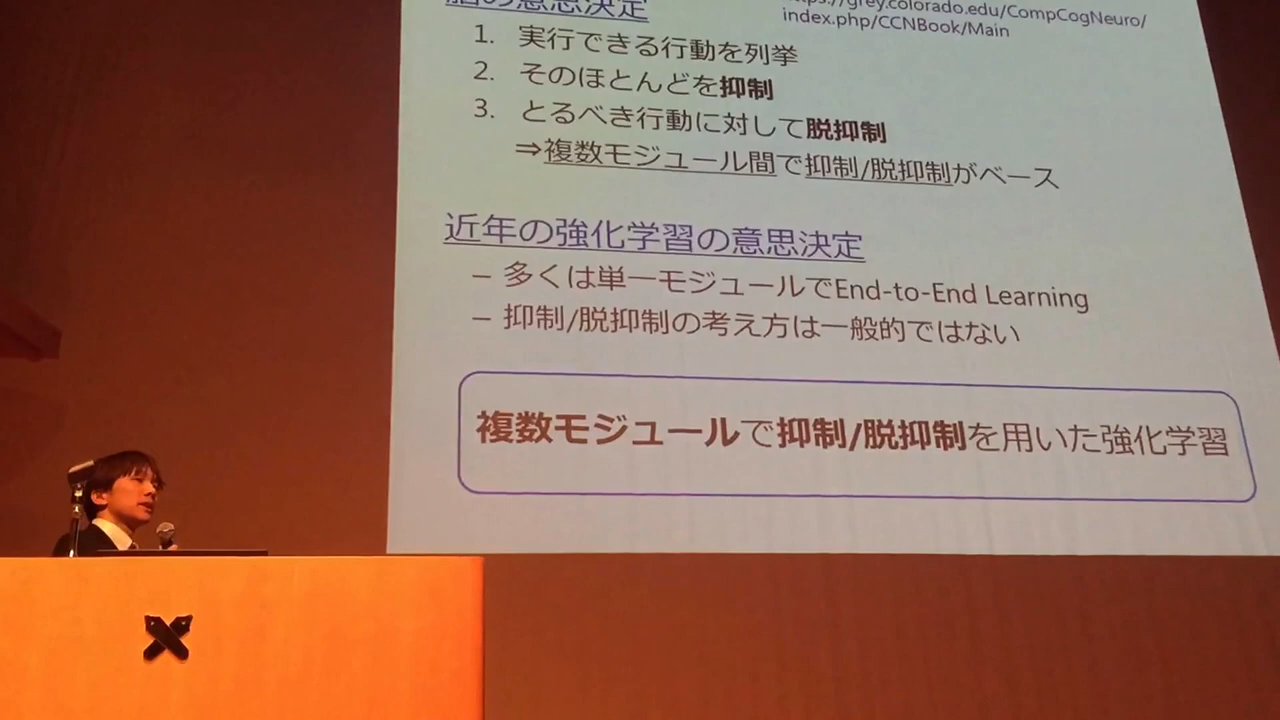 脳の意思決定
https://grey.colorado.edu/CompCogNeuro/
index.php/CCNBook/Main
1. 実行できる行動を列挙
2. そのほとんどを抑制
3. とるべき行動に対して脱抑制
⇒複数モジュール間で抑制/脱抑制がベース
近年の強化学習の意思決定
– 多くは単一モジュールでEnd-to-End Learning
– 抑制/脱抑制の考え方は一般的ではない
複数モジュールで抑制/脱抑制を用いた強化学習